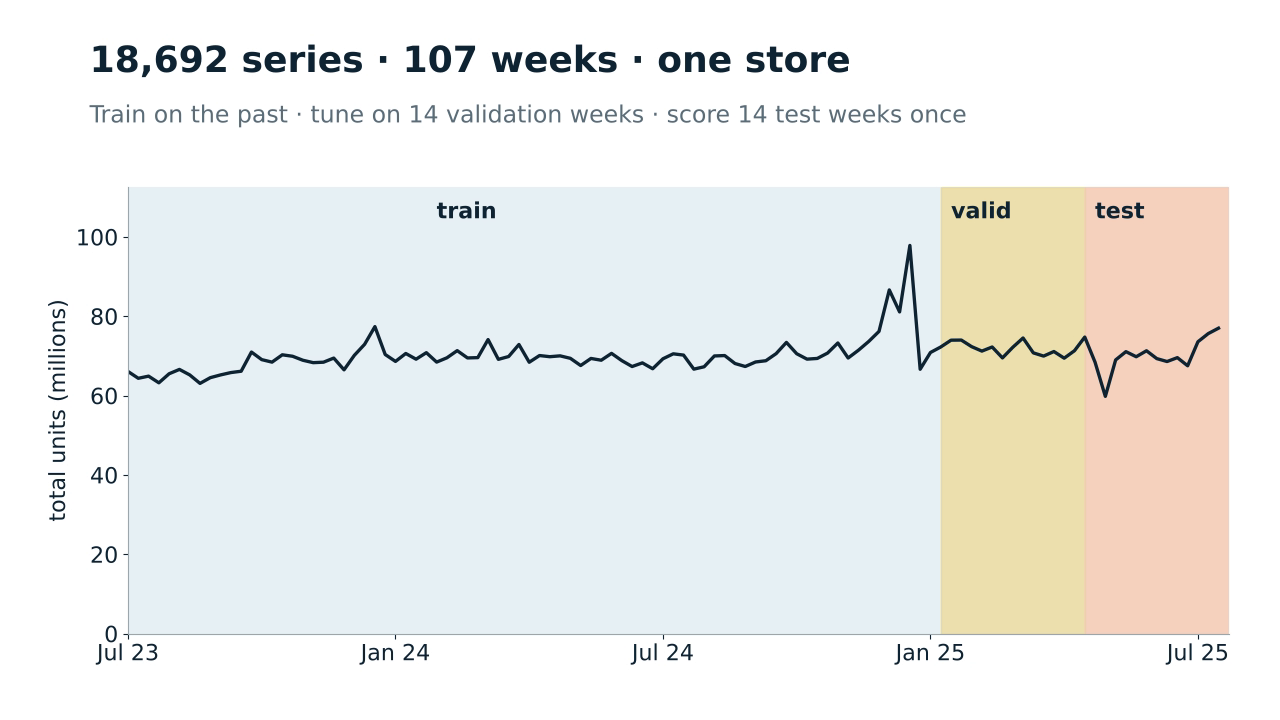 18,692 series · 107 weeks · one store
Train on the past · tune on 14 validation weeks · score 14 test weeks once
train
valid
test
total units (millions)
100
80
60
40
20
0
Jul 23
Jan 24
Jul 24
Jan 25
Jul 25